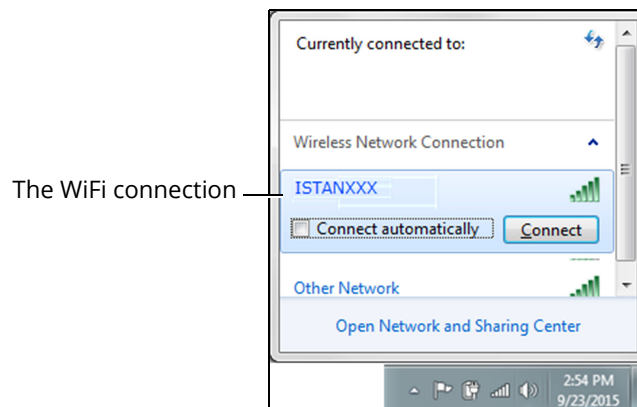 Currently connected to:
Wireless Network Connection
The WiFi connection
ISTANXXX
Connect automatically
Connect
Other Network
Open Network and Sharing Center
2:54 PM
9/23/2015